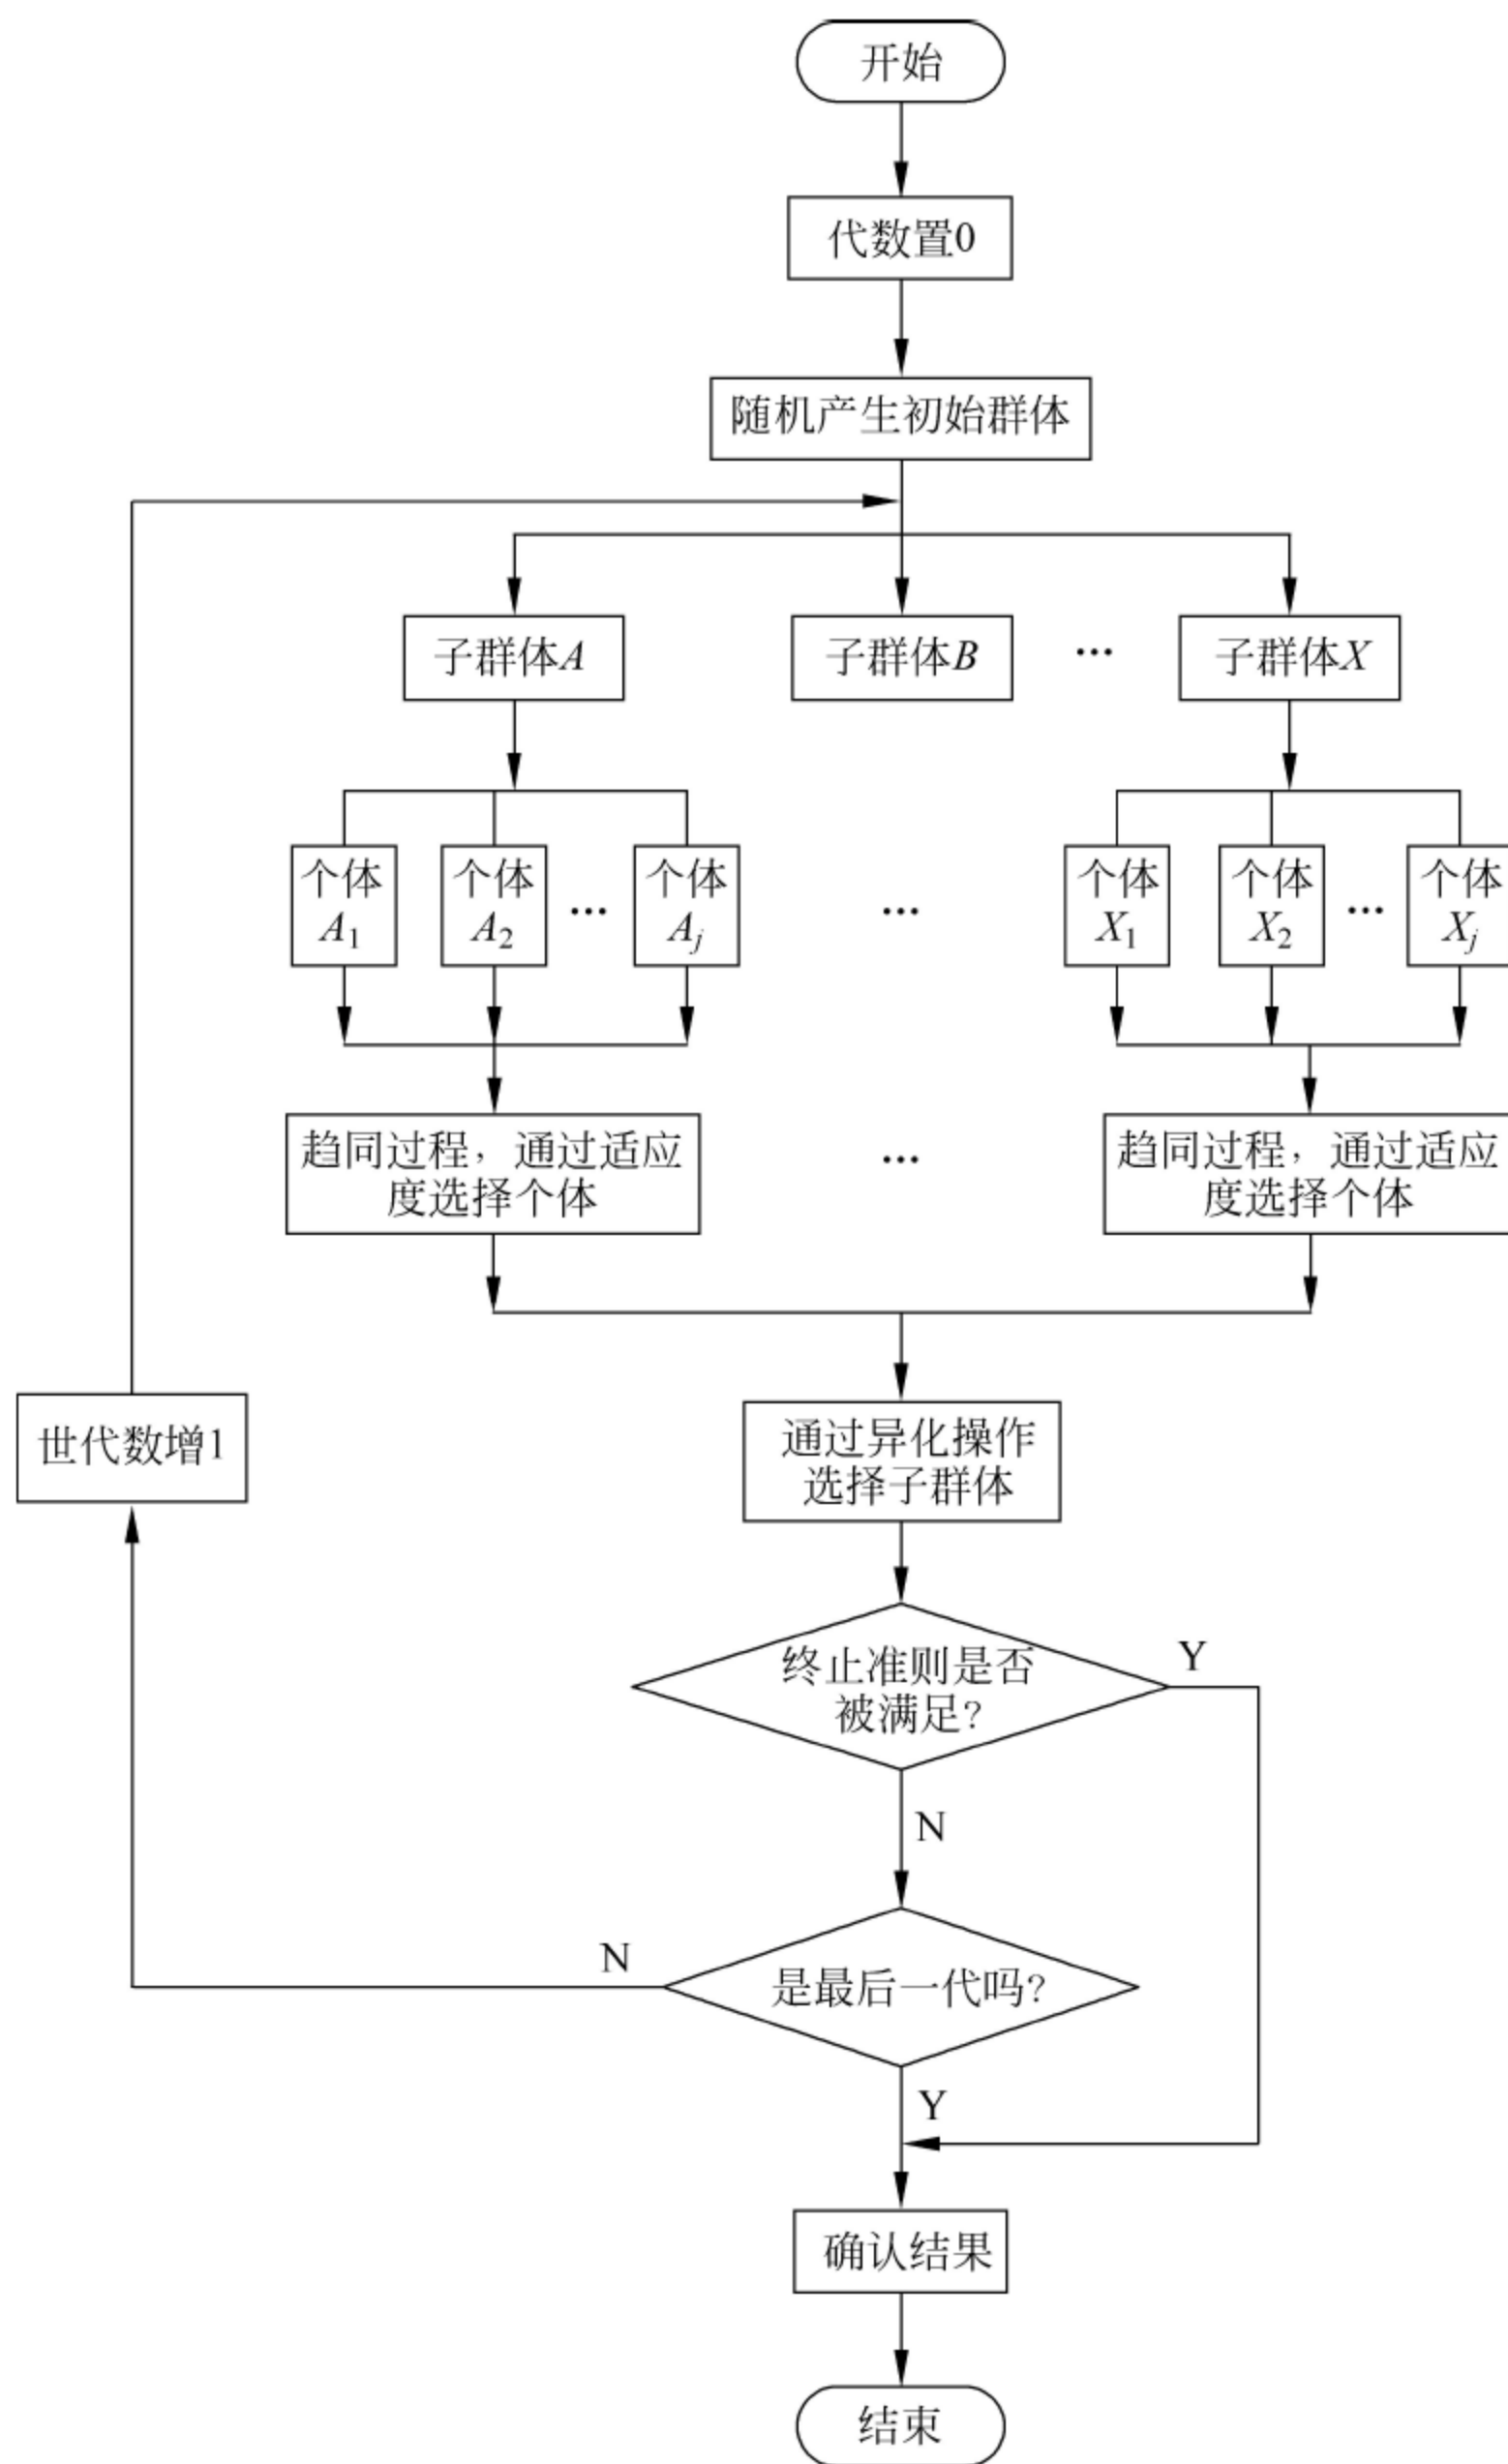 开始
代数置0
随机产生初始群体
子群体A
子群体B
...
子群体X
个体
A1
个体
A2
...
个体
Aj
...
个体
X1
个体
X2
...
个体
Xj
趋同过程，通过适应
度选择个体
...
趋同过程，通过适应
度选择个体
世代数增1
通过异化操作
选择子群体
终止准则是否
被满足?
Y
N
N
是最后一代吗?
Y
确认结果
结束